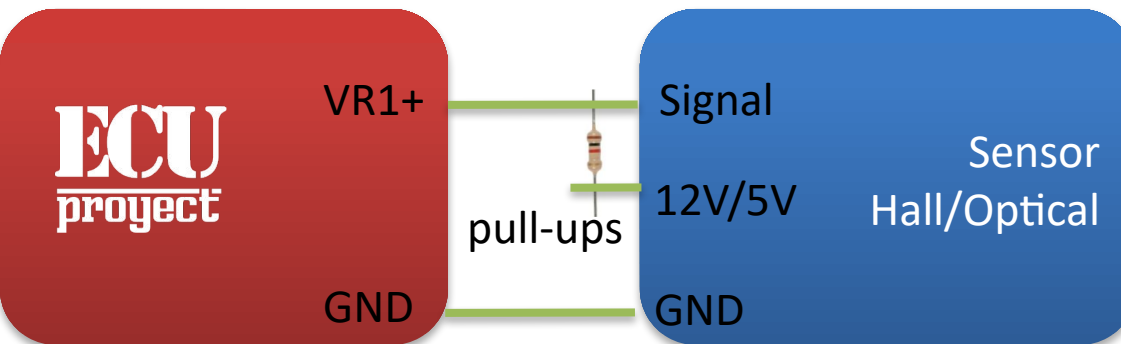 ECU
proyect
VR1+
GND
pull-ups
Signal
12V/5V
GND
Sensor
Hall/Optical